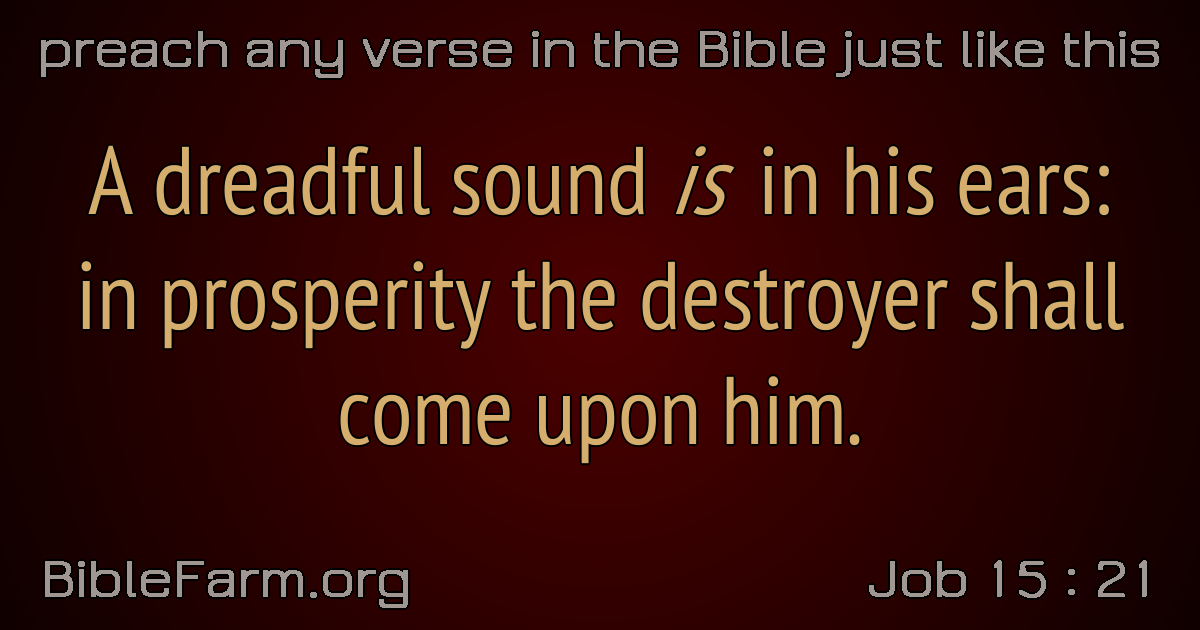 preach any verse in the Bible just like this
A dreadful sound is in his ears:
in prosperity the destroyer shall
come upon him.
BibleFarm.org
Job 15 : 21